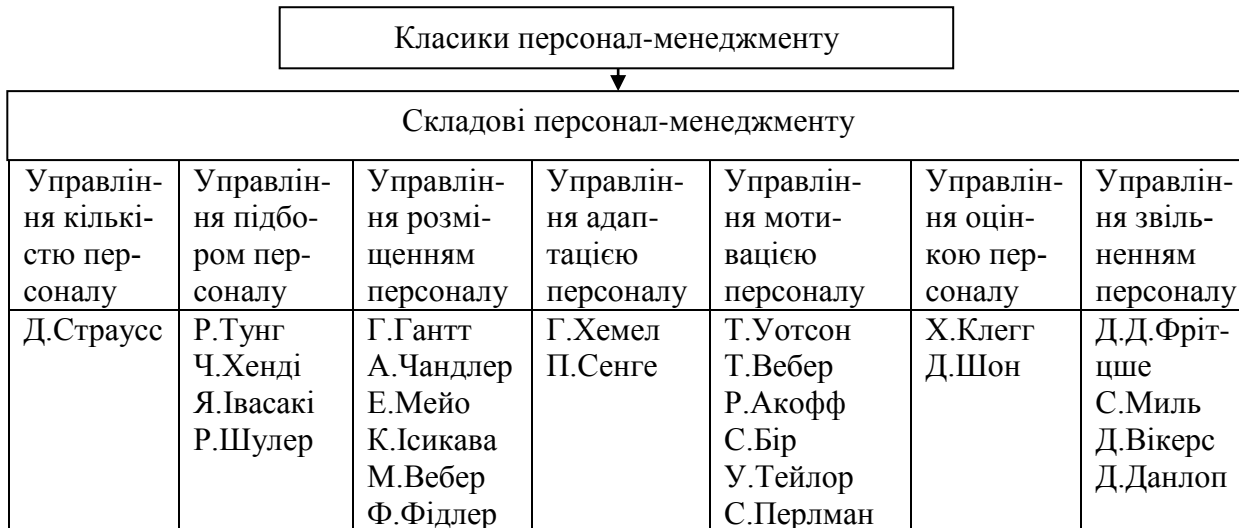 Класики персонал-менеджменту
Складові персонал-менеджменту
Управлін-
ня кількі-
стю пер-
соналу
Управлін-
ня підбо-
ром пер-
соналу
Управлін-
ня розмі-
щенням
персоналу
Управлін-
ня адап-
тацією
персоналу
Управлін-
ня моти-
вацією
персоналу
Управлін-
ня оцін-
кою пер-
соналу
Управлін-
ня звіль-
ненням
персоналу
Д.Страусс
Р.Тунг
Ч.Хенді
Я.Івасакі
Р.Шулер
Г.Гантт
А.Чандлер
Е.Мейо
К.Ісикава
М.Вебер
Ф.Фідлер
Г.Хемел
П.Сенге
Т.Уотсон
Т.Вебер
Р.Акофф
С.Бір
У.Тейлор
С.Перлман
Х.Клегг
Д.Шон
Д.Д.Фріт-
цше
С.Миль
Д.Вікерс
Д.Данлоп